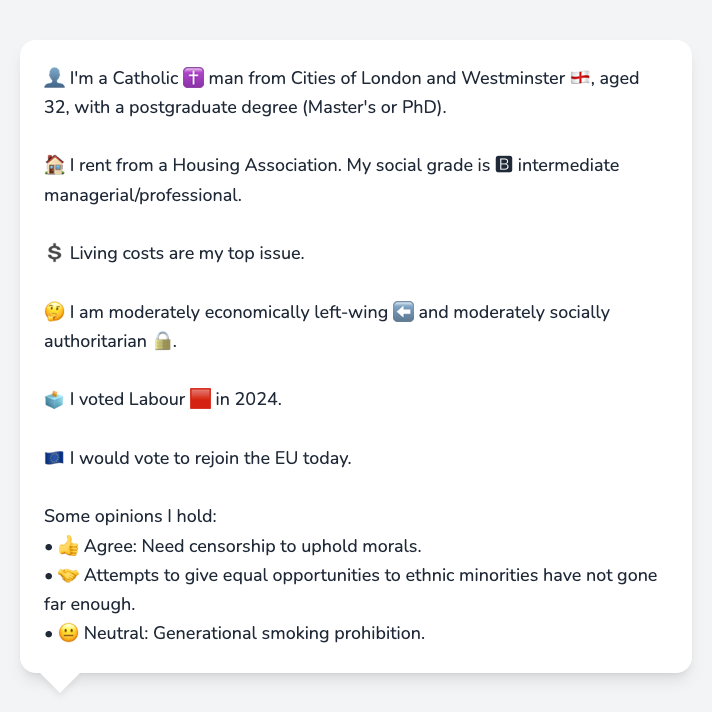 👤 I'm a Catholic ✝️ man from Cities of London and Westminster 🏴󠁧󠁢󠁥󠁮󠁧󠁿, aged
32, with a postgraduate degree (Master's or PhD).
🏠 I rent from a Housing Association. My social grade is 🅱 intermediate
managerial/professional.
💲 Living costs are my top issue.
🤔 I am moderately economically left-wing ⬅️ and moderately socially
authoritarian 🔒.
🗳️ I voted Labour 🟥 in 2024.
🇪🇺 I would vote to rejoin the EU today.
Some opinions I hold:
• 👍 Agree: Need censorship to uphold morals.
• 🤝 Attempts to give equal opportunities to ethnic minorities have not gone
far enough.
• 😐 Neutral: Generational smoking prohibition.